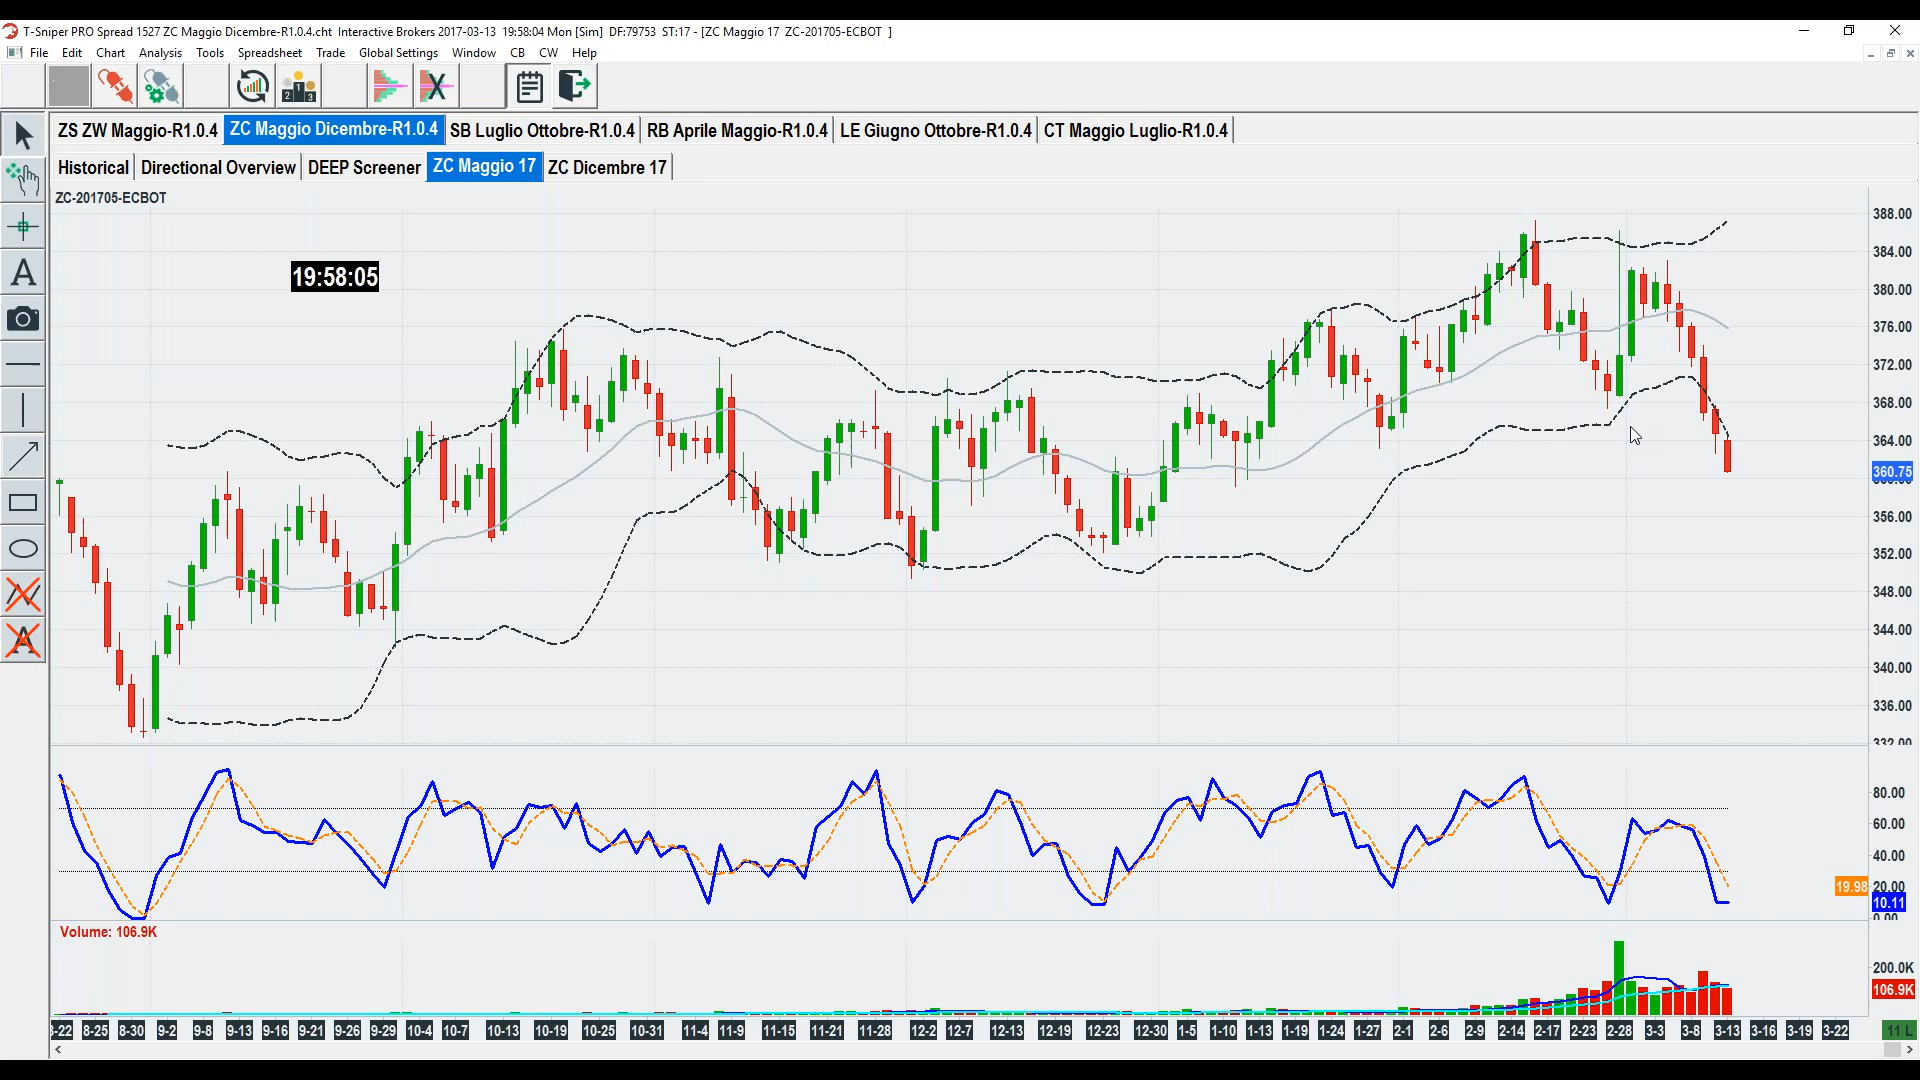 T-Sniper PRO Spread 1527 ZC Maggio Dicembre-R1.0.4.cht Interactive Brokers 2017-03-13 19:58:04 Mon [Sim] DF:79753 ST:17 - [ZC Maggio 17 ZC-201705-ECBOT ]
File Edit Chart Analysis Tools Spreadsheet Trade Global Settings Window CB CW Help
ZS ZW Maggio-R1.0.4 ZC Maggio Dicembre-R1.0.4 SB Luglio Ottobre-R1.0.4 RB Aprile Maggio-R1.0.4 LE Giugno Ottobre-R1.0.4 CT Maggio Luglio-R1.0.4
Historical Directional Overview DEEP Screener ZC Maggio 17 ZC Dicembre 17
ZC-201705-ECBOT
388.00
384.00
19:58:05
380.00
376.00
372.00
368.00
364.00
360.75
356.00
352.00
348.00
344.00
340.00
336.00
332.00
80.00
60.00
40.00
19.98 20.00
10.11
0.00
Volume: 106.9K
200.0K
106.9K
8-22 8-25 8-30 9-2 9-8 9-13 9-16 9-21 9-26 9-29 10-4 10-7 10-13 10-19 10-25 10-31 11-4 11-9 11-15 11-21 11-28 12-2 12-7 12-13 12-19 12-23 12-30 1-5 1-10 1-13 1-19 1-24 1-27 2-1 2-6 2-9 2-14 2-17 2-23 2-28 3-3 3-8 3-13 3-16 3-19 3-22 11 L